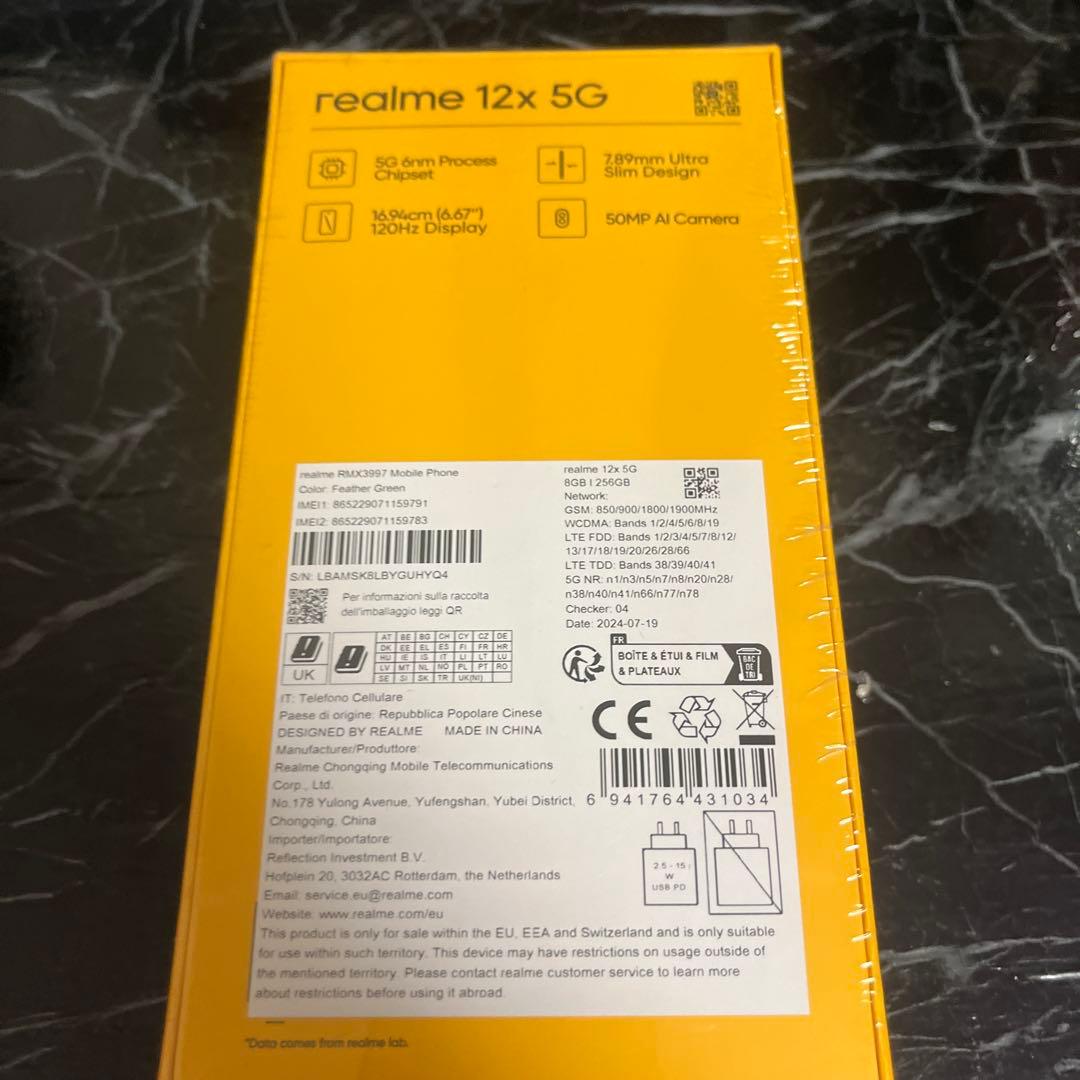 realme 12x 5G
5G 6nm Process
Chipset
7.89mm Ultra
Slim Design
16.94cm (6.67")
120Hz Display
50MP AI Camera
realme RMX3997 Mobile Phone
Color: Feather Green
IMEI1: 865229071159791
IMEI2: 865229071159783
S/N: LBAMSK8LBYGUHYQ4
Per informazioni sulla raccolta
dell'imballaggio leggi QR
UK
AT BE BG CH CY CZ DE
DK EE EL ES FI FR HR
HU IE IS IT LI LT LU
LV MT NL NO PL PT RO
SE SI SK TR UK(NI)
IT: Telefono Cellulare
Paese di origine: Repubblica Popolare Cinese
DESIGNED BY REALME MADE IN CHINA
Manufacturer/Produttore:
Realme Chongqing Mobile Telecommunications
Corp., Ltd.
No.178 Yulong Avenue, Yufengshan, Yubei District,
Chongqing, China
Importer/Importatore:
Reflection Investment B.V.
Hofplein 20, 3032AC Rotterdam, the Netherlands
Email: service.eu@realme.com
Website: www.realme.com/eu
realme 12x 5G
8GB | 256GB
Network:
GSM: 850/900/1800/1900MHz
WCDMA: Bands 1/2/4/5/6/8/19
LTE FDD: Bands 1/2/3/4/5/7/8/12/
13/17/18/19/20/26/28/66
LTE TDD: Bands 38/39/40/41
5G NR: n1/n3/n5/n7/n8/n20/n28/
n38/n40/n41/n66/n77/n78
Checker: 04
Date: 2024-07-19
FR
BOÎTE & ÉTUI & FILM
& PLATEAUX
BAC
DE
TRI
CE
6 941764 431034
2.5 - 15
W
USB PD
This product is only for sale within the EU, EEA and Switzerland and is only suitable
for use within such territory. This device may have restrictions on usage outside of
the mentioned territory. Please contact realme customer service to learn more
about restrictions before using it abroad.
*Data comes from realme lab.